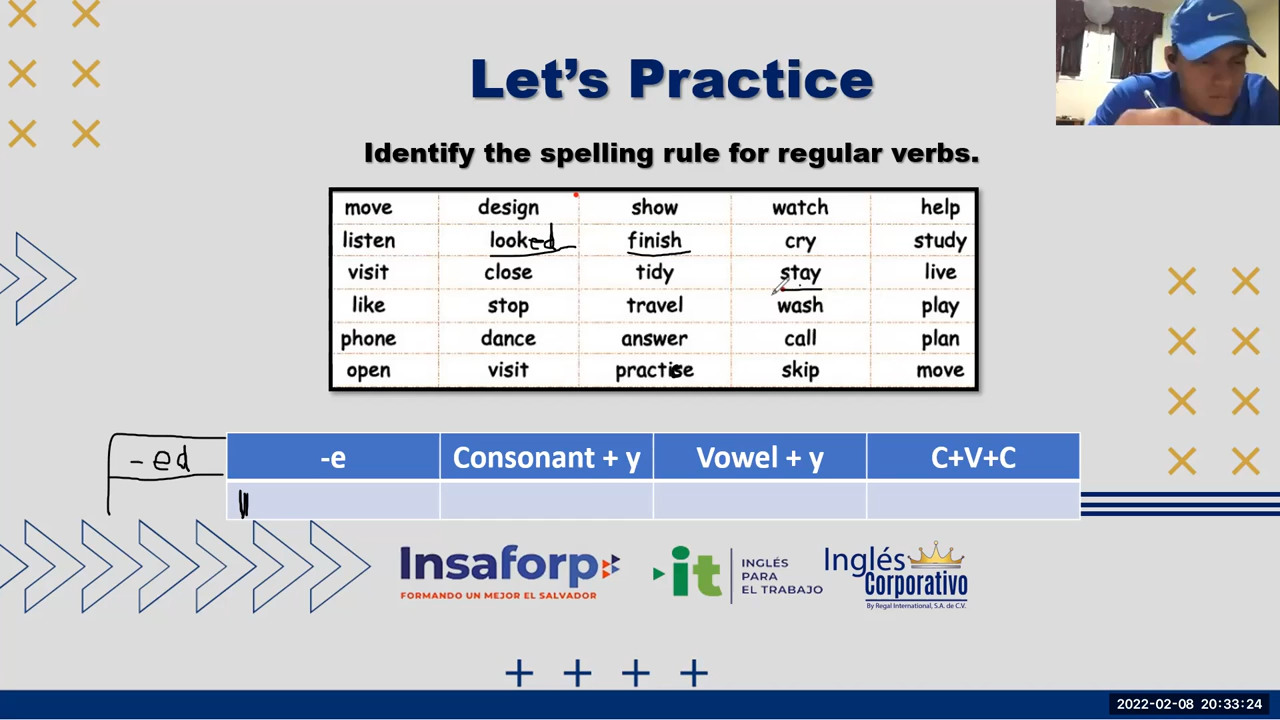 Let's Practice
Identify the spelling rule for regular verbs.
move design show watch help
listen looked finish cry study
visit close tidy stay live
like stop travel wash play
phone dance answer call plan
open visit practise skip move
-ed -e Consonant + y Vowel + y C+V+C
Insaforp
FORMANDO UN MEJOR EL SALVADOR
it INGLÉS PARA EL TRABAJO
Inglés Corporativo
By Regal International, S.A. de C.V.
2022-02-08 20:33:24